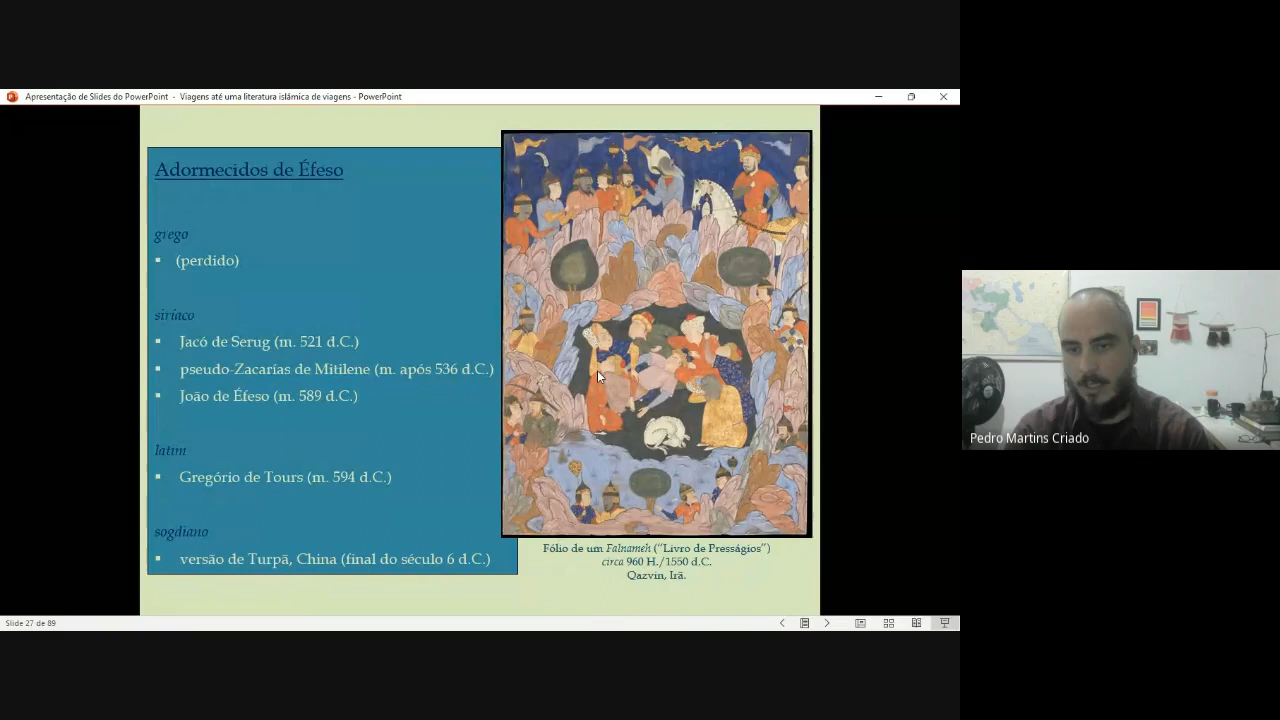 Apresentação de Slides do PowerPoint - Viagens até uma literatura islâmica de viagens - PowerPoint
Adormecidos de Éfeso
grego
▪ (perdido)
siríaco
▪ Jacó de Serug (m. 521 d.C.)
▪ pseudo-Zacarías de Mitilene (m. após 536 d.C.)
▪ João de Éfeso (m. 589 d.C.)
latim
▪ Gregório de Tours (m. 594 d.C.)
sogdiano
▪ versão de Turpã, China (final do século 6 d.C.)
Fólio de um Falnameh (“Livro de Presságios”)
circa 960 H./1550 d.C.
Qazvin, Irã.
Pedro Martins Criado
Slide 27 de 89